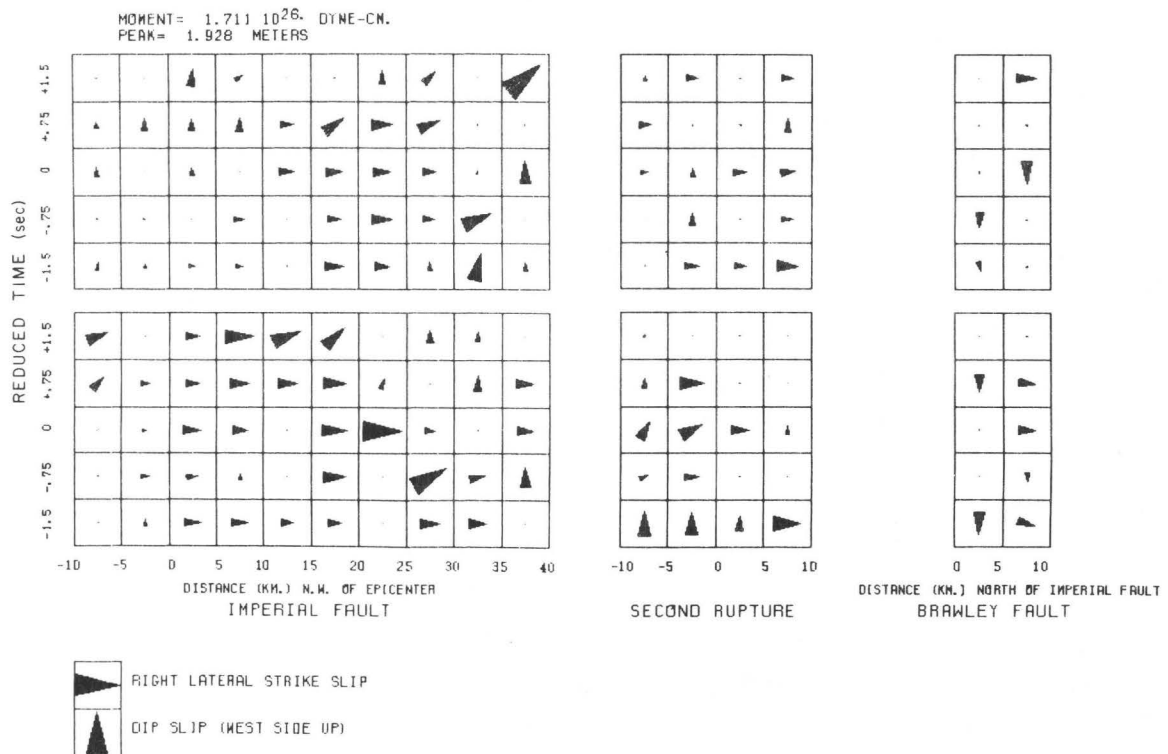 MOMENT= 1.711 10^26. DYNE-CM.
PEAK= 1.928 METERS
REDUCED TIME (sec)
+1.5
+.75
0
-.75
-1.5
+1.5
+.75
0
-.75
-1.5
-10 -5 0 5 10 15 20 25 30 35 40
DISTANCE (KM.) N.W. OF EPICENTER
IMPERIAL FAULT
-10 -5 0 5 10
SECOND RUPTURE
0 5 10
DISTANCE (KM.) NORTH OF IMPERIAL FAULT
BRAWLEY FAULT
RIGHT LATERAL STRIKE SLIP
DIP SLIP (WEST SIDE UP)